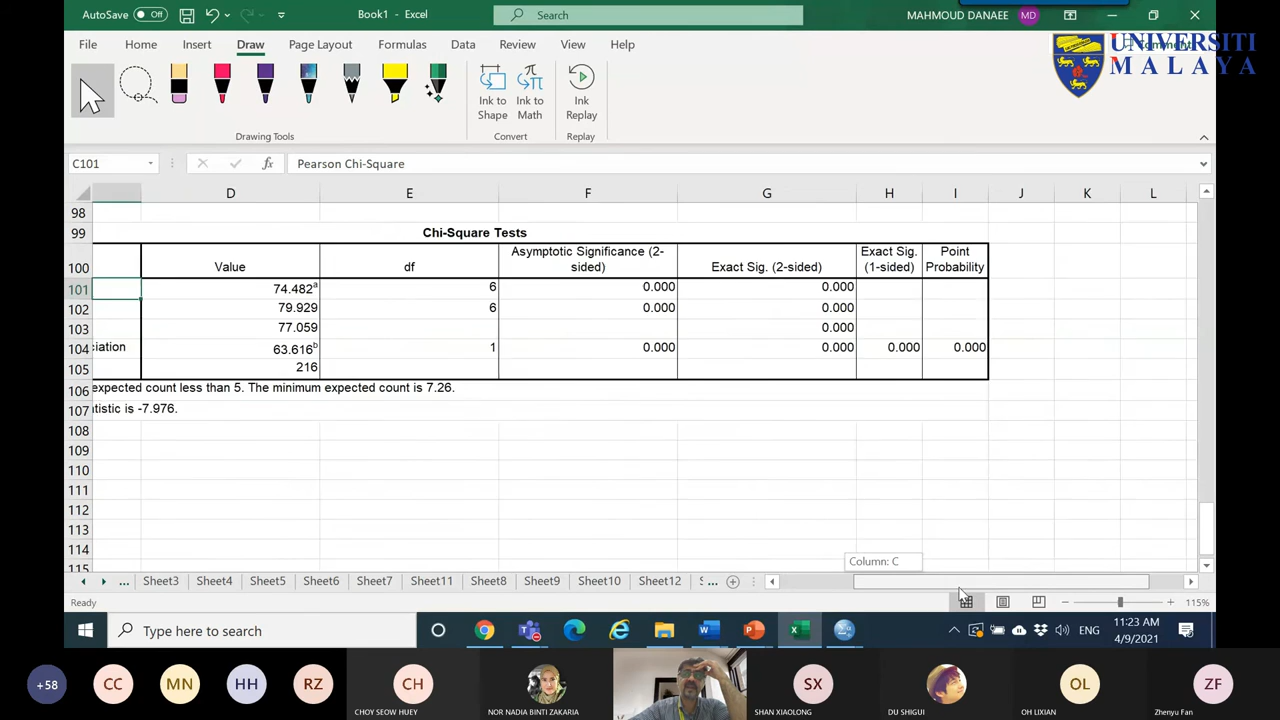 AutoSave Off Book1 - Excel Search MAHMOUD DANAEE MD
File Home Insert Draw Page Layout Formulas Data Review View Help
UNIVERSITI
MALAYA
Ink to Shape
Ink to Math
Ink Replay
Drawing Tools Convert Replay
C101 fx Pearson Chi-Square
D E F G H I J K L
98
99 Chi-Square Tests
100 Value df Asymptotic Significance (2-sided) Exact Sig. (2-sided) Exact Sig. (1-sided) Point Probability
101 74.482a 6 0.000 0.000
102 79.929 6 0.000 0.000
103 77.059 0.000
104 ciation 63.616b 1 0.000 0.000 0.000 0.000
105 216
106 expected count less than 5. The minimum expected count is 7.26.
107 tistic is -7.976.
108
109
110
111
112
113
114
115
Column: C
... Sheet3 Sheet4 Sheet5 Sheet6 Sheet7 Sheet11 Sheet8 Sheet9 Sheet10 Sheet12 S ...
Ready 115%
Type here to search ENG 11:23 AM
4/9/2021
+58 CC MN HH RZ CH SX OL ZF
CHOY SEOW HUEY NOR NADIA BINTI ZAKARIA SHAN XIAOLONG DU SHIGUI OH LIXIAN Zhenyu Fan